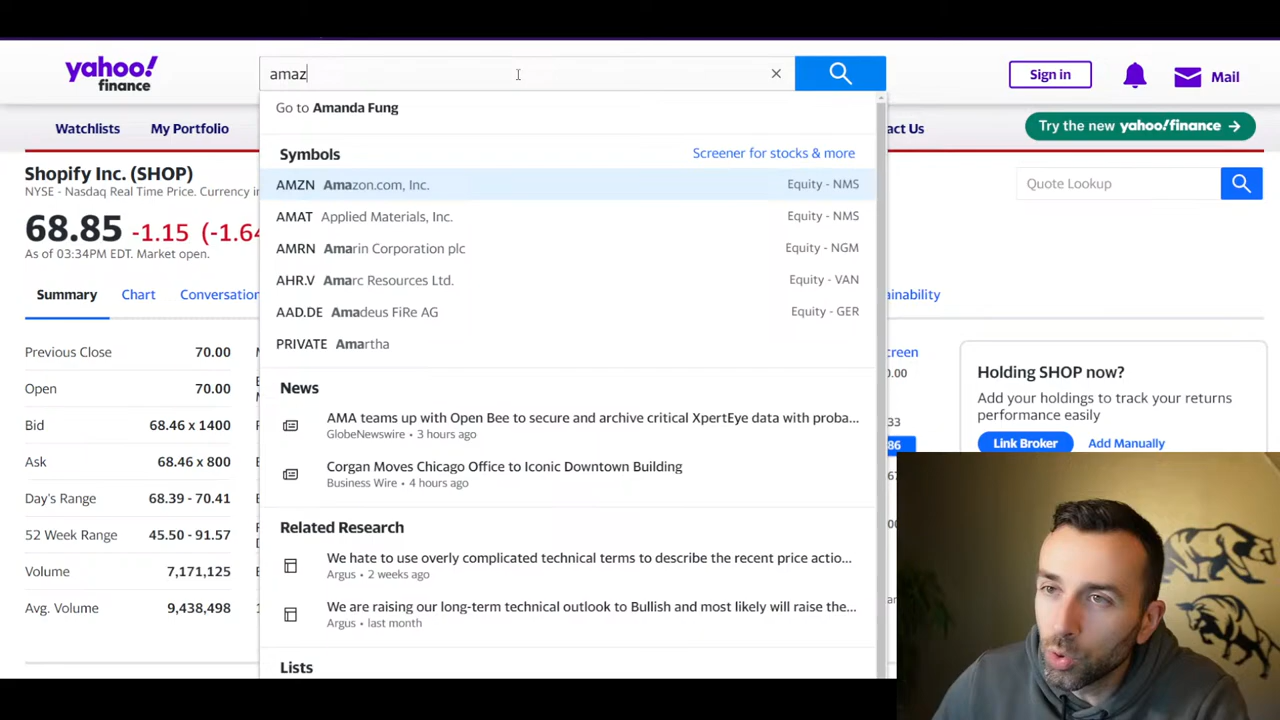 yahoo!
finance
amaz
Sign in
Mail
Go to Amanda Fung
Watchlists
My Portfolio
act Us
Try the new yahoo!finance
Symbols
Screener for stocks & more
AMZN Amazon.com, Inc. Equity - NMS
AMAT Applied Materials, Inc. Equity - NMS
AMRN Amarin Corporation plc Equity - NGM
AHR.V Amarc Resources Ltd. Equity - VAN
AAD.DE Amadeus FiRe AG Equity - GER
PRIVATE Amartha
News
AMA teams up with Open Bee to secure and archive critical XpertEye data with proba...
GlobeNewswire • 3 hours ago
Corgan Moves Chicago Office to Iconic Downtown Building
Business Wire • 4 hours ago
Related Research
We hate to use overly complicated technical terms to describe the recent price actio...
Argus • 2 weeks ago
We are raising our long-term technical outlook to Bullish and most likely will raise the...
Argus • last month
Lists
Shopify Inc. (SHOP)
NYSE - Nasdaq Real Time Price. Currency in
68.85 -1.15 (-1.64
As of 03:34PM EDT. Market open.
Summary
Chart
Conversation
ainability
Quote Lookup
Previous Close 70.00
Open 70.00
Bid 68.46 x 1400
Ask 68.46 x 800
Day's Range 68.39 - 70.41
52 Week Range 45.50 - 91.57
Volume 7,171,125
Avg. Volume 9,438,498
creen
Holding SHOP now?
Add your holdings to track your returns
performance easily
Link Broker
Add Manually